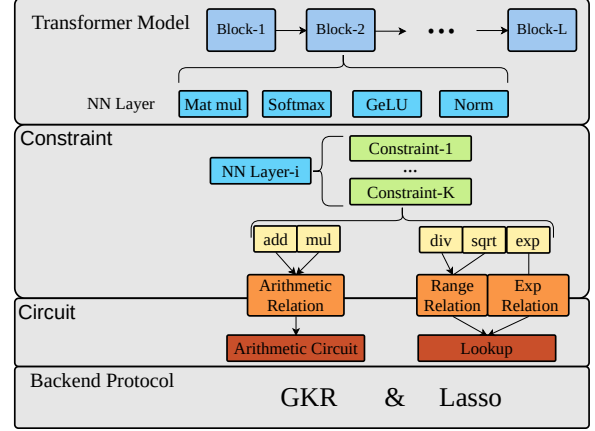 Transformer Model
Block-1
Block-2
...
Block-L
NN Layer
Mat mul
Softmax
GeLU
Norm
Constraint
NN Layer-i
Constraint-1
...
Constraint-K
add
mul
div
sqrt
exp
Arithmetic
Relation
Range
Relation
Exp
Relation
Circuit
Arithmetic Circuit
Lookup
Backend Protocol
GKR & Lasso